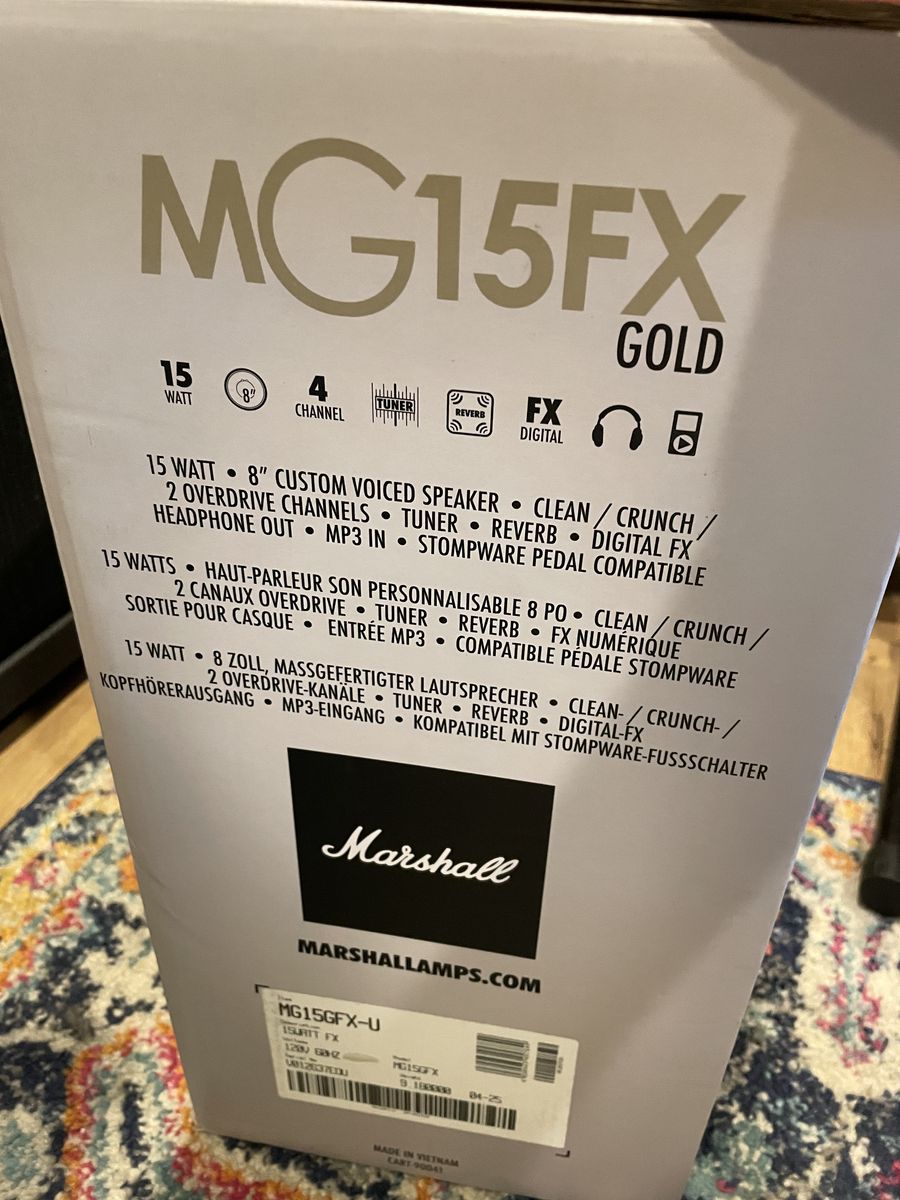 MG15FX
GOLD
15 WATT
8"
4 CHANNEL
TUNER
REVERB
FX DIGITAL
15 WATT • 8" CUSTOM VOICED SPEAKER • CLEAN / CRUNCH /
2 OVERDRIVE CHANNELS • TUNER • REVERB • DIGITAL FX
HEADPHONE OUT • MP3 IN • STOMPWARE PEDAL COMPATIBLE
15 WATTS • HAUT-PARLEUR SON PERSONNALISABLE 8 PO • CLEAN / CRUNCH /
2 CANAUX OVERDRIVE • TUNER • REVERB • FX NUMÉRIQUE
SORTIE POUR CASQUE • ENTRÉE MP3 • COMPATIBLE PÉDALE STOMPWARE
15 WATT • 8 ZOLL, MASSGEFERTIGTER LAUTSPRECHER • CLEAN- / CRUNCH- /
2 OVERDRIVE-KANÄLE • TUNER • REVERB • DIGITAL-FX
KOPFHÖRERAUSGANG • MP3-EINGANG • KOMPATIBEL MIT STOMPWARE-FUSSSCHALTER
Marshall
MARSHALLAMPS.COM
MG15GFX-U
15WATT FX
120V 60HZ
MG15GFX
9.180000
04-25
MADE IN VIETNAM
CART-90041